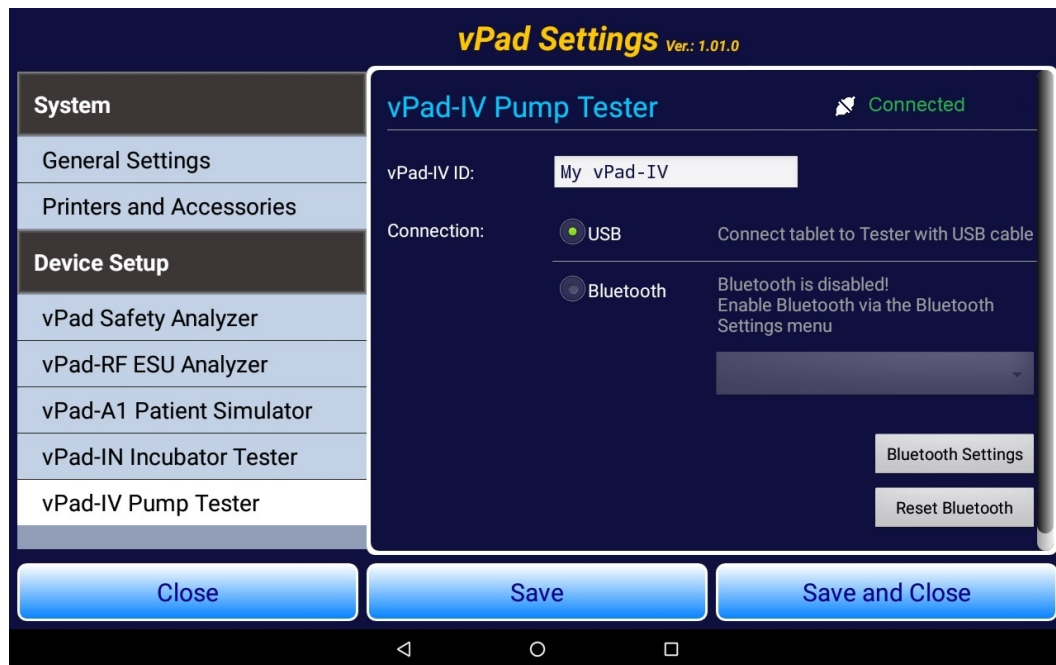 vPad Settings Ver.: 1.01.0
System
General Settings
Printers and Accessories
Device Setup
vPad Safety Analyzer
vPad-RF ESU Analyzer
vPad-A1 Patient Simulator
vPad-IN Incubator Tester
vPad-IV Pump Tester
vPad-IV Pump Tester Connected
vPad-IV ID: My vPad-IV
Connection: USB Connect tablet to Tester with USB cable
Bluetooth Bluetooth is disabled!
Enable Bluetooth via the Bluetooth
Settings menu
Bluetooth Settings
Reset Bluetooth
Close Save Save and Close